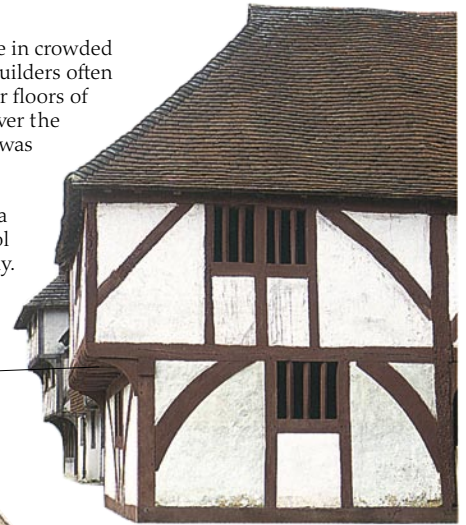 e in crowded
uilders often
r floors of
ver the
was
a
ol
y.